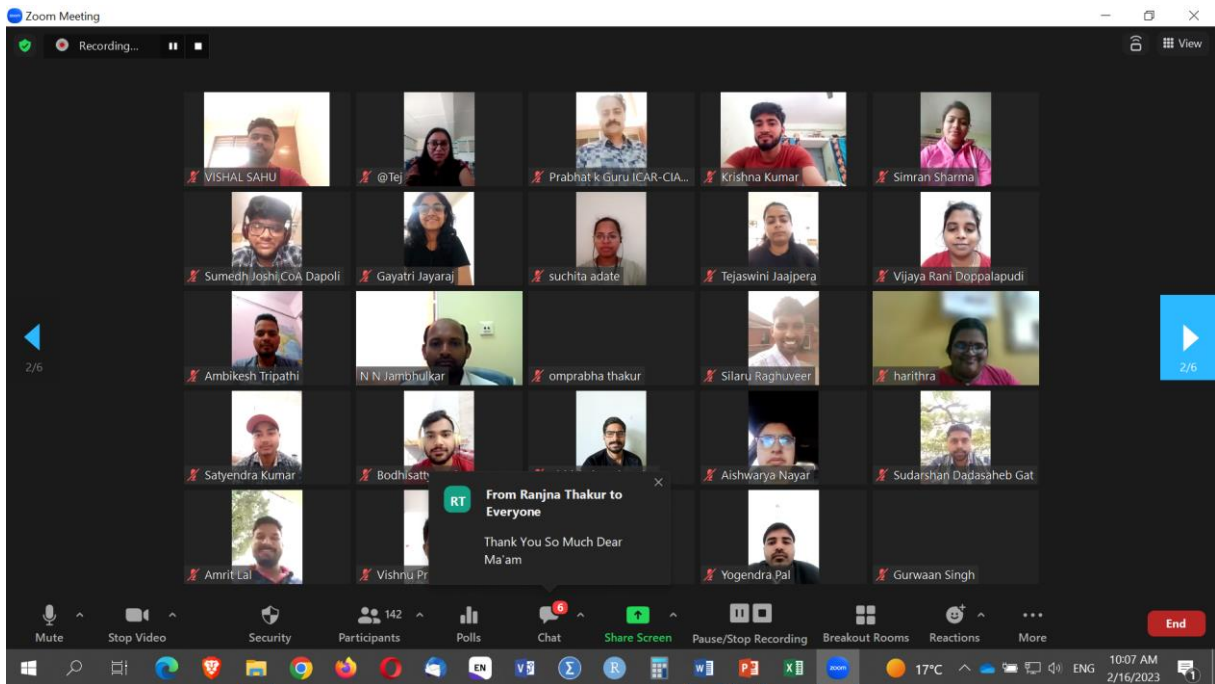 Zoom Meeting
Recording...
View
VISHAL SAHU
@Tej
Prabhat k Guru ICAR-CIA...
Krishna Kumar
Simran Sharma
Sumedh Joshi,CoA Dapoli
Gayatri Jayaraj
suchita adate
Tejaswini Jaajpera
Vijaya Rani Doppalapudi
2/6
Ambikesh Tripathi
N N Jambhulkar
omprabha thakur
Silaru Raghuveer
harithra
2/6
Satyendra Kumar
Bodhisatt
Aishwarya Nayar
Sudarshan Dadasaheb Gat
RT
From Ranjna Thakur to
Everyone
Thank You So Much Dear
Ma'am
Amrit Lal
Vishnu Pr
Yogendra Pal
Gurwaan Singh
Mute
Stop Video
Security
142
Participants
Polls
6
Chat
Share Screen
Pause/Stop Recording
Breakout Rooms
Reactions
More
End
EN
zoom
17°C
ENG
10:07 AM
2/16/2023
1